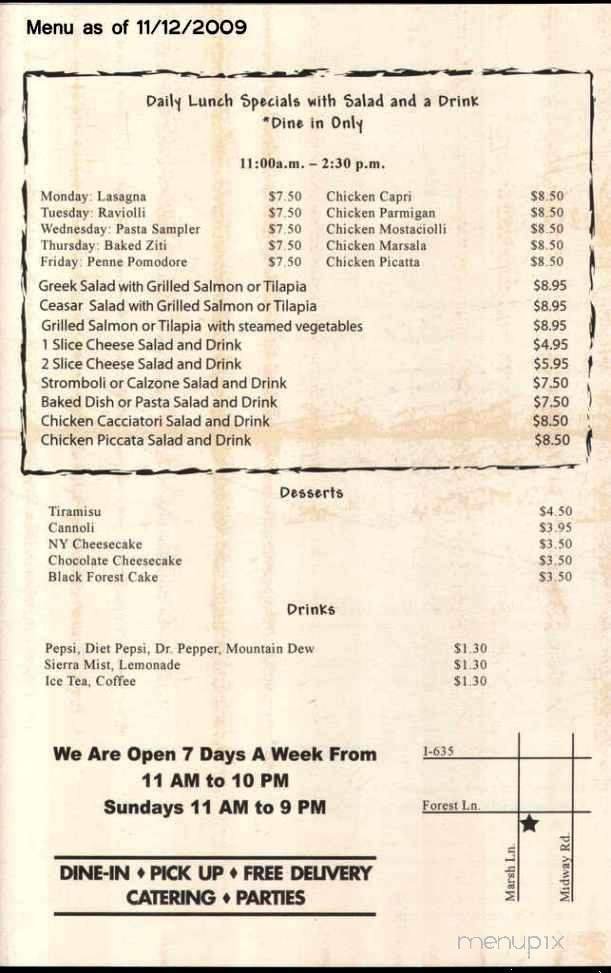 Menu as of 11/12/2009
Daily Lunch Specials with Salad and a Drink
*Dine in Only
11:00a.m. – 2:30 p.m.
Monday: Lasagna $7.50 Chicken Capri $8.50
Tuesday: Raviolli $7.50 Chicken Parmigan $8.50
Wednesday: Pasta Sampler $7.50 Chicken Mostaciolli $8.50
Thursday: Baked Ziti $7.50 Chicken Marsala $8.50
Friday: Penne Pomodore $7.50 Chicken Picatta $8.50
Greek Salad with Grilled Salmon or Tilapia $8.95
Ceasar Salad with Grilled Salmon or Tilapia $8.95
Grilled Salmon or Tilapia with steamed vegetables $8.95
1 Slice Cheese Salad and Drink $4.95
2 Slice Cheese Salad and Drink $5.95
Stromboli or Calzone Salad and Drink $7.50
Baked Dish or Pasta Salad and Drink $7.50
Chicken Cacciatori Salad and Drink $8.50
Chicken Piccata Salad and Drink $8.50
Desserts
Tiramisu $4.50
Cannoli $3.95
NY Cheesecake $3.50
Chocolate Cheesecake $3.50
Black Forest Cake $3.50
Drinks
Pepsi, Diet Pepsi, Dr. Pepper, Mountain Dew $1.30
Sierra Mist, Lemonade $1.30
Ice Tea, Coffee $1.30
We Are Open 7 Days A Week From
11 AM to 10 PM
Sundays 11 AM to 9 PM
DINE-IN ♦ PICK UP ♦ FREE DELIVERY
CATERING ♦ PARTIES
I-635
Forest Ln.
Marsh Ln.
Midway Rd.
menupix